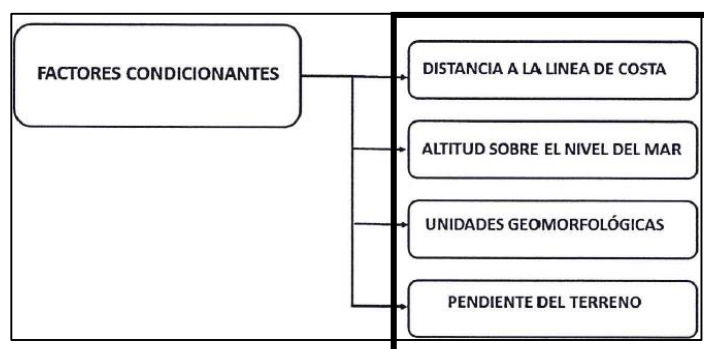 FACTORES CONDICIONANTES
DISTANCIA A LA LINEA DE COSTA
ALTITUD SOBRE EL NIVEL DEL MAR
UNIDADES GEOMORFOLÓGICAS
PENDIENTE DEL TERRENO